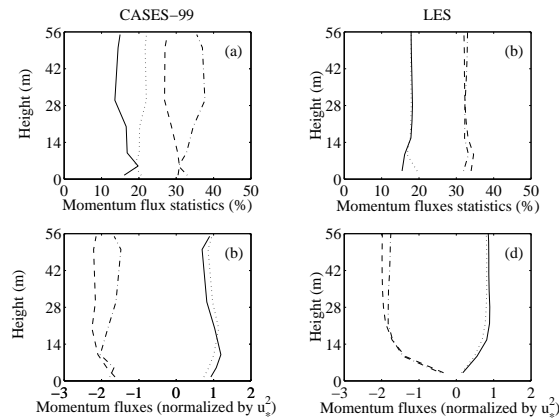 CASES−99
LES
Height (m)
56
42
28
14
0
(a)
0 10 20 30 40 50
Momentum flux statistics (%)
Height (m)
56
42
28
14
0
(b)
0 10 20 30 40 50
Momentum fluxes statistics (%)
Height (m)
56
42
28
14
0
(b)
−3 −2 −2 −1 0 1 2
Momentum fluxes (normalized by u*²)
Height (m)
56
42
28
14
0
(d)
−3 −2 −1 0 1 2
Momentum fluxes (normalized by u*²)